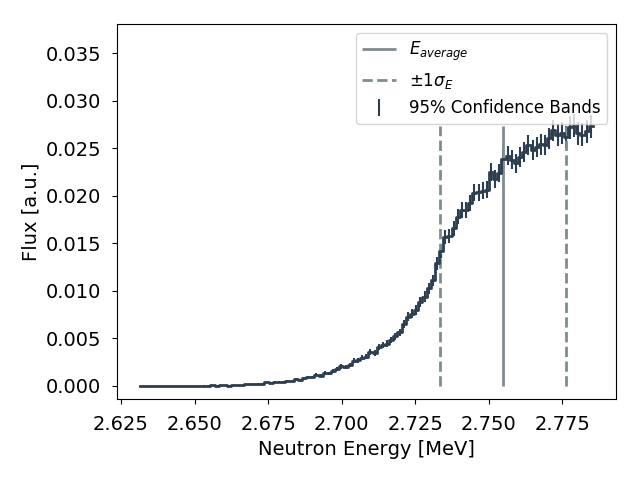 E_average
±1σ_E
95% Confidence Bands
Flux [a.u.]
0.035
0.030
0.025
0.020
0.015
0.010
0.005
0.000
2.625 2.650 2.675 2.700 2.725 2.750 2.775
Neutron Energy [MeV]